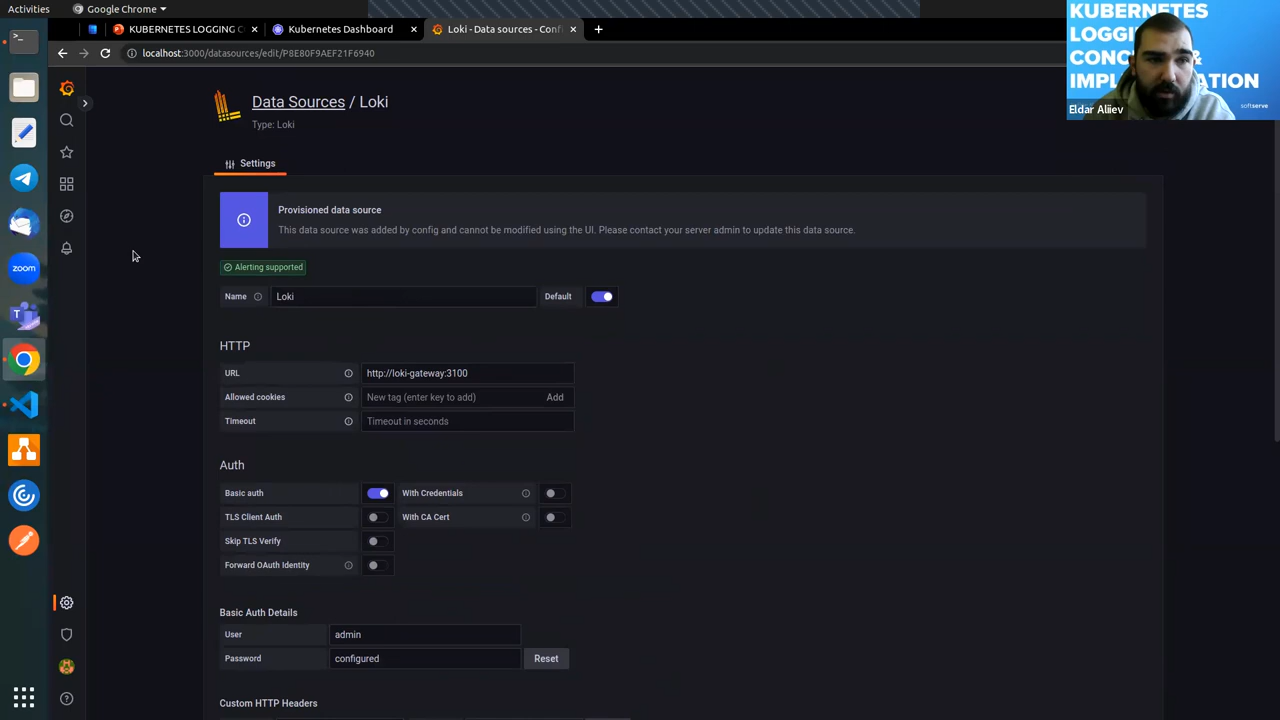 Activities
Google Chrome
KUBERNETES LOGGING C
Kubernetes Dashboard
Loki - Data sources - Conf
localhost:3000/datasources/edit/P8E80F9AEF21F6940
KUBERNETES
LOGG
CONC &
IMPL ATION
Eldar Aliiev
softserve
Data Sources / Loki
Type: Loki
Settings
Provisioned data source
This data source was added by config and cannot be modified using the UI. Please contact your server admin to update this data source.
Alerting supported
Name Loki Default
HTTP
URL http://loki-gateway:3100
Allowed cookies New tag (enter key to add) Add
Timeout Timeout in seconds
Auth
Basic auth With Credentials
TLS Client Auth With CA Cert
Skip TLS Verify
Forward OAuth Identity
Basic Auth Details
User admin
Password configured Reset
Custom HTTP Headers
zoom